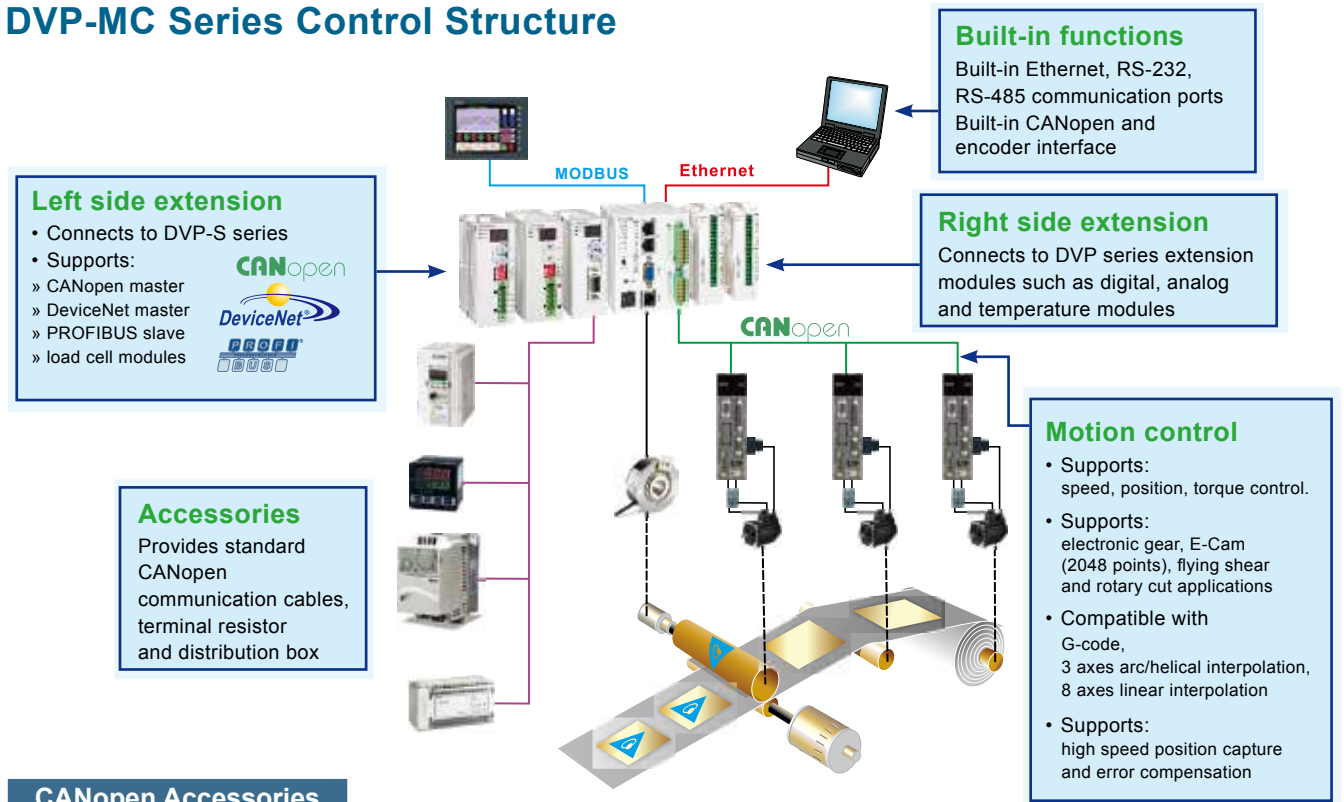 DVP-MC Series Control Structure
Built-in functions
Built-in Ethernet, RS-232,
RS-485 communication ports
Built-in CANopen and
encoder interface
MODBUS
Ethernet
Left side extension
• Connects to DVP-S series
• Supports:
» CANopen master
» DeviceNet master
» PROFIBUS slave
» load cell modules
CANopen
DeviceNet®
PROFI®
BUS
Right side extension
Connects to DVP series extension
modules such as digital, analog
and temperature modules
CANopen
Accessories
Provides standard
CANopen
communication cables,
terminal resistor
and distribution box
Motion control
• Supports:
speed, position, torque control.
• Supports:
electronic gear, E-Cam
(2048 points), flying shear
and rotary cut applications
• Compatible with
G-code,
3 axes arc/helical interpolation,
8 axes linear interpolation
• Supports:
high speed position capture
and error compensation
CANopen Accessories